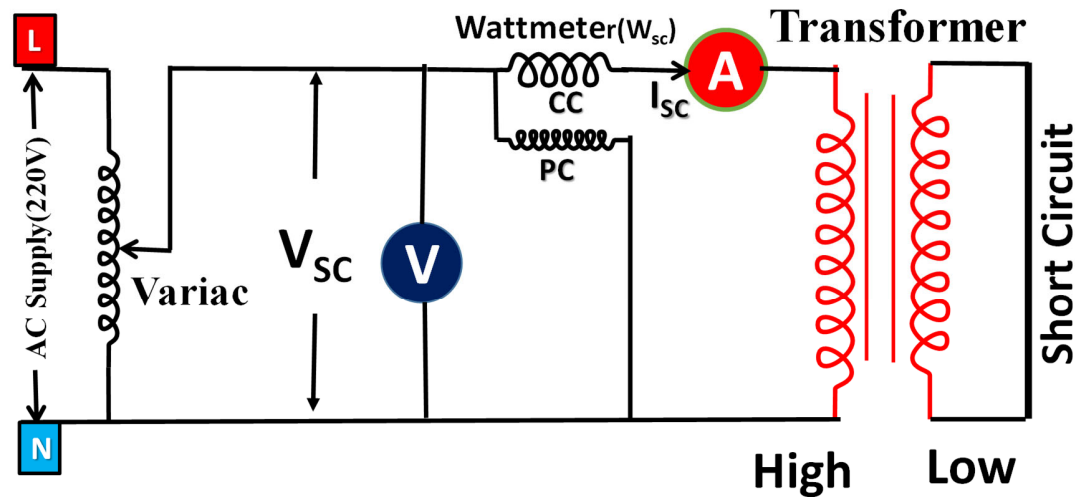 L
Wattmeter(Wsc)
Transformer
A
CC
ISC
PC
AC Supply(220V)
VSC
V
Variac
Short Circuit
N
High
Low